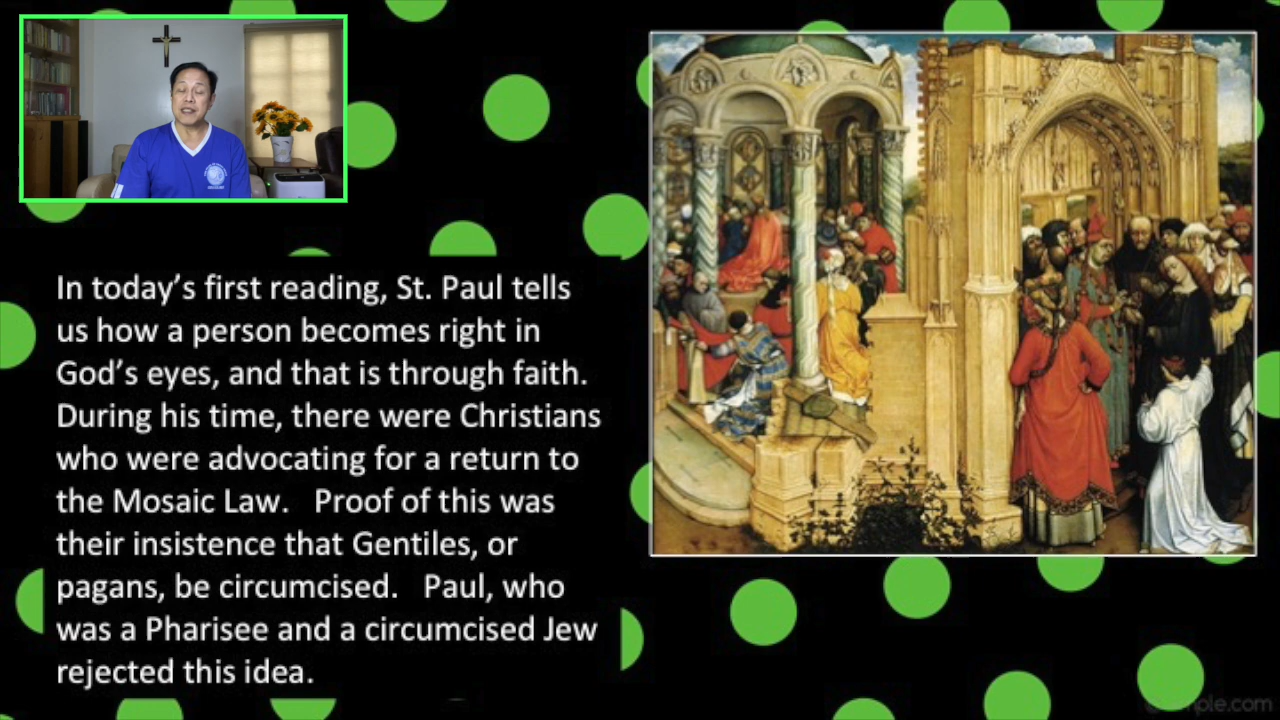 In today’s first reading, St. Paul tells
us how a person becomes right in
God’s eyes, and that is through faith.
During his time, there were Christians
who were advocating for a return to
the Mosaic Law.   Proof of this was
their insistence that Gentiles, or
pagans, be circumcised.   Paul, who
was a Pharisee and a circumcised Jew
rejected this idea.